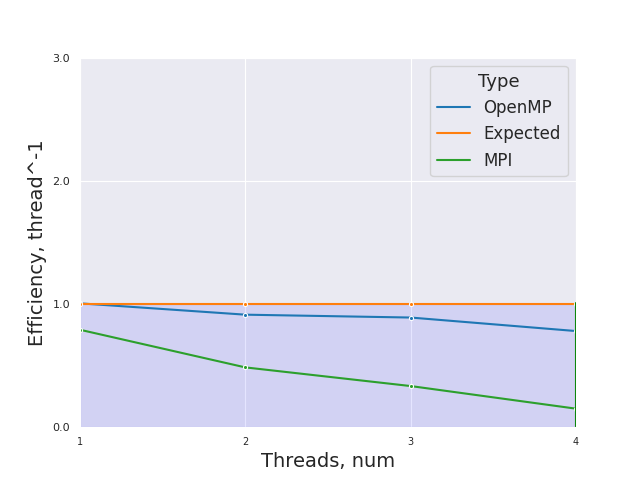 3.0
2.0
1.0
0.0
Efficiency, thread^-1
Type
OpenMP
Expected
MPI
1
2
3
4
Threads, num